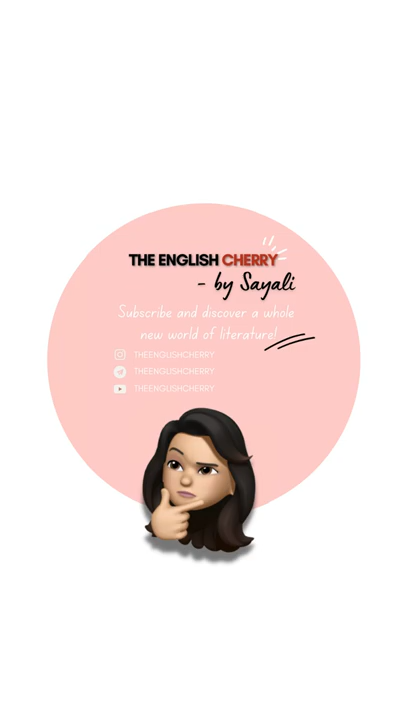 THE ENGLISH CHERRY
- by Sayali
Subscribe and discover a whole
new world of literature!
THEENGLISHCHERRY
THEENGLISHCHERRY
THEENGLISHCHERRY